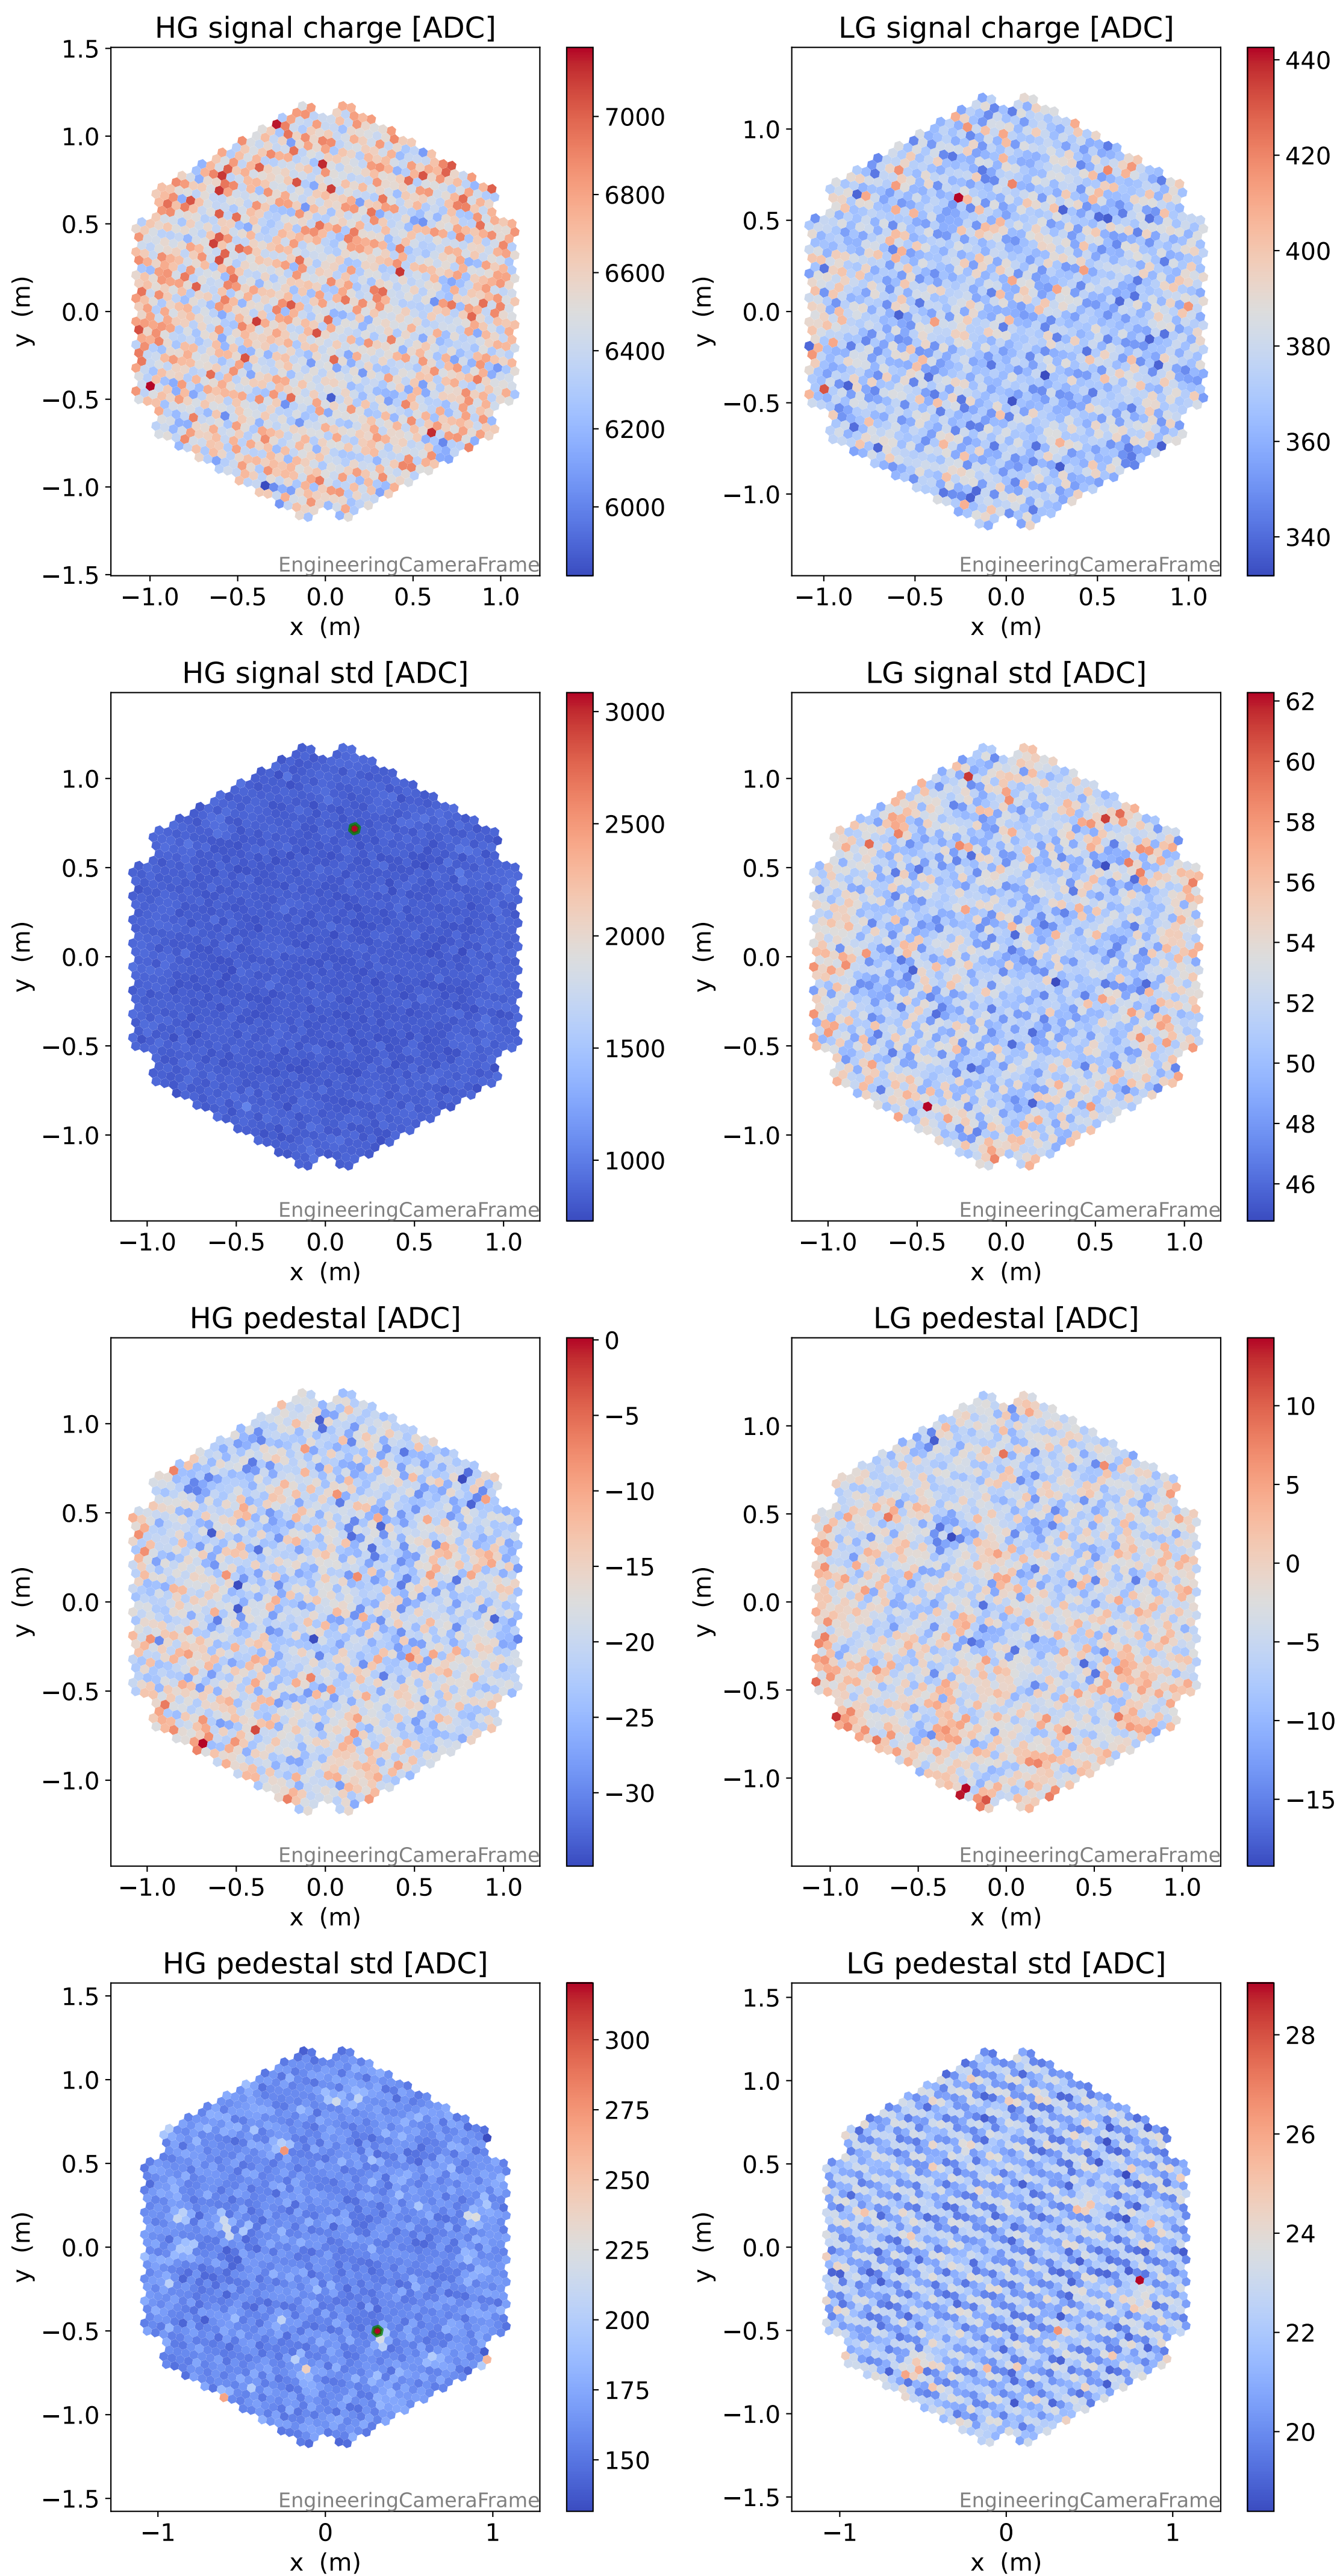 HG signal charge [ADC]
LG signal charge [ADC]
1.5
1.0
0.5
0.0
−0.5
−1.0
−1.5
y (m)
−1.0 −0.5 0.0 0.5 1.0
x (m)
EngineeringCameraFrame
7000
6800
6600
6400
6200
6000
1.0
0.5
0.0
−0.5
−1.0
y (m)
−1.0 −0.5 0.0 0.5 1.0
x (m)
EngineeringCameraFrame
440
420
400
380
360
340
HG signal std [ADC]
LG signal std [ADC]
1.0
0.5
0.0
−0.5
−1.0
y (m)
−1.0 −0.5 0.0 0.5 1.0
x (m)
EngineeringCameraFrame
3000
2500
2000
1500
1000
1.0
0.5
0.0
−0.5
−1.0
y (m)
−1.0 −0.5 0.0 0.5 1.0
x (m)
EngineeringCameraFrame
62
60
58
56
54
52
50
48
46
HG pedestal [ADC]
LG pedestal [ADC]
1.0
0.5
0.0
−0.5
−1.0
y (m)
−1.0 −0.5 0.0 0.5 1.0
x (m)
EngineeringCameraFrame
0
−5
−10
−15
−20
−25
−30
1.0
0.5
0.0
−0.5
−1.0
y (m)
−1.0 −0.5 0.0 0.5 1.0
x (m)
EngineeringCameraFrame
10
5
0
−5
−10
−15
HG pedestal std [ADC]
LG pedestal std [ADC]
1.5
1.0
0.5
0.0
−0.5
−1.0
−1.5
y (m)
−1 0 1
x (m)
EngineeringCameraFrame
300
275
250
225
200
175
150
1.5
1.0
0.5
0.0
−0.5
−1.0
−1.5
y (m)
−1 0 1
x (m)
EngineeringCameraFrame
28
26
24
22
20